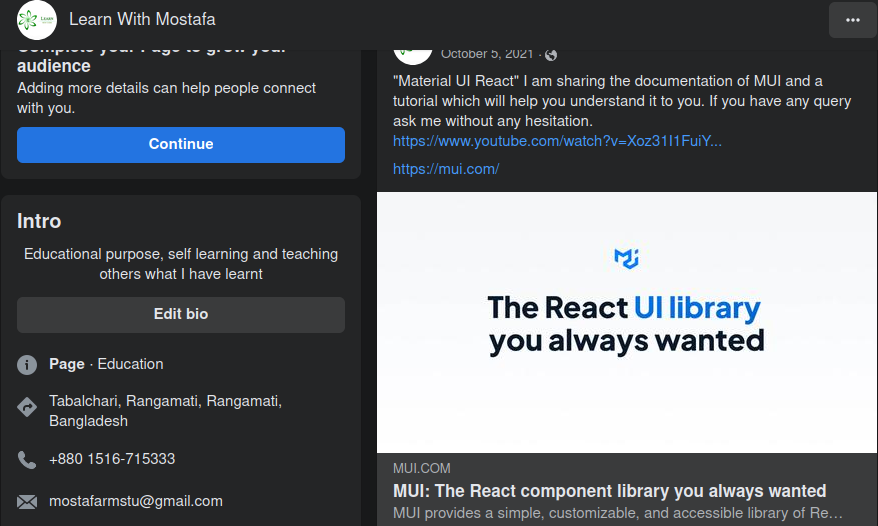 Learn With Mostafa
Complete your Page to grow your
audience
Adding more details can help people connect
with you.
Continue
Intro
Educational purpose, self learning and teaching
others what I have learnt
Edit bio
Page · Education
Tabalchari, Rangamati, Rangamati,
Bangladesh
+880 1516-715333
mostafarmstu@gmail.com
October 5, 2021 ·
"Material UI React" I am sharing the documentation of MUI and a
tutorial which will help you understand it to you. If you have any query
ask me without any hesitation.
https://www.youtube.com/watch?v=Xoz31I1FuiY...
https://mui.com/
The React UI library
you always wanted
MUI.COM
MUI: The React component library you always wanted
MUI provides a simple, customizable, and accessible library of Re…